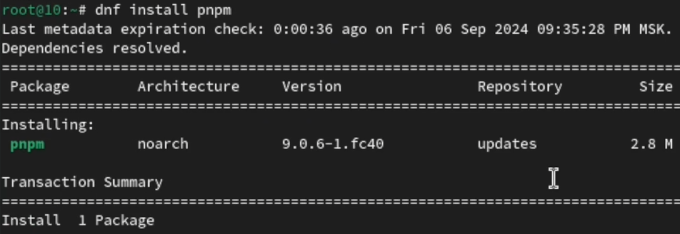 root@10:~# dnf install pnpm
Last metadata expiration check: 0:00:36 ago on Fri 06 Sep 2024 09:35:28 PM MSK.
Dependencies resolved.
================================================================================
Package Architecture Version Repository Size
================================================================================
Installing:
pnpm noarch 9.0.6-1.fc40 updates 2.8 M
Transaction Summary
================================================================================
Install 1 Package